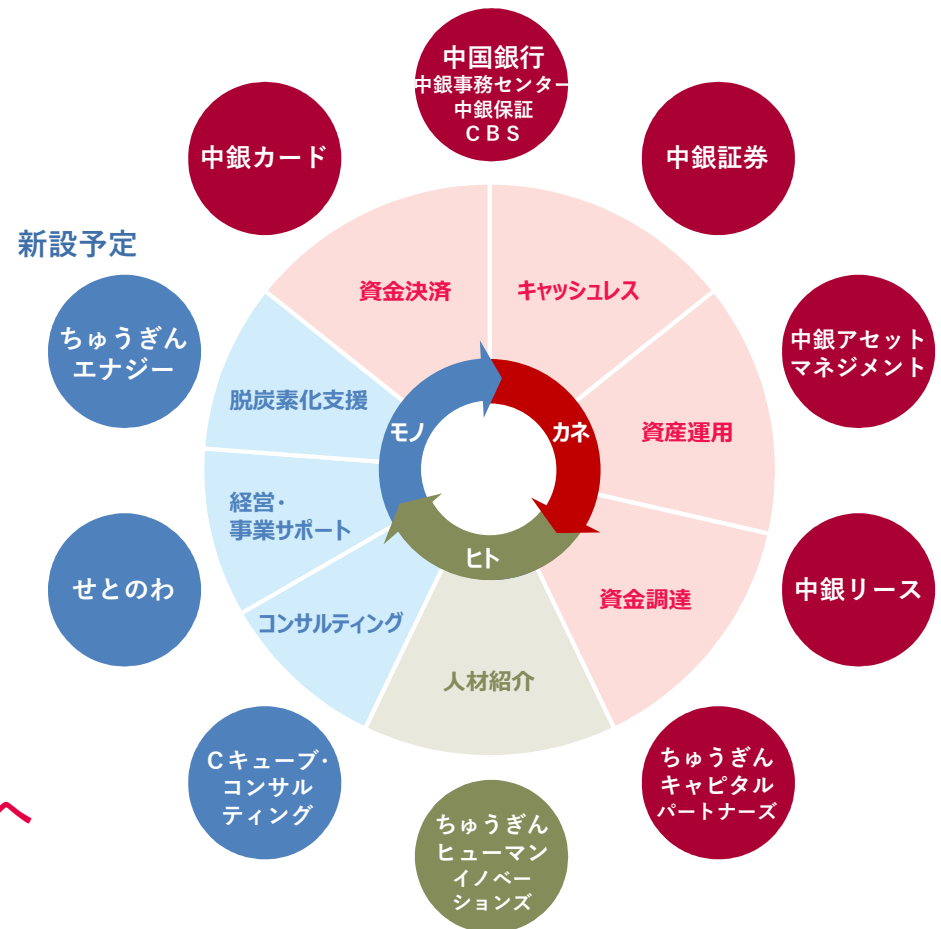 中国銀行
中銀事務センター
中銀保証
ＣＢＳ
中銀カード
中銀証券
新設予定
資金決済
キャッシュレス
ちゅうぎん
エナジー
中銀アセット
マネジメント
脱炭素化支援
モノ
カネ
資産運用
経営・
事業サポート
ヒト
せとのわ
中銀リース
コンサルティング
資金調達
人材紹介
Ｃキューブ・
コンサル
ティング
ちゅうぎん
キャピタル
パートナーズ
へ
ちゅうぎん
ヒューマン
イノベー
ションズ